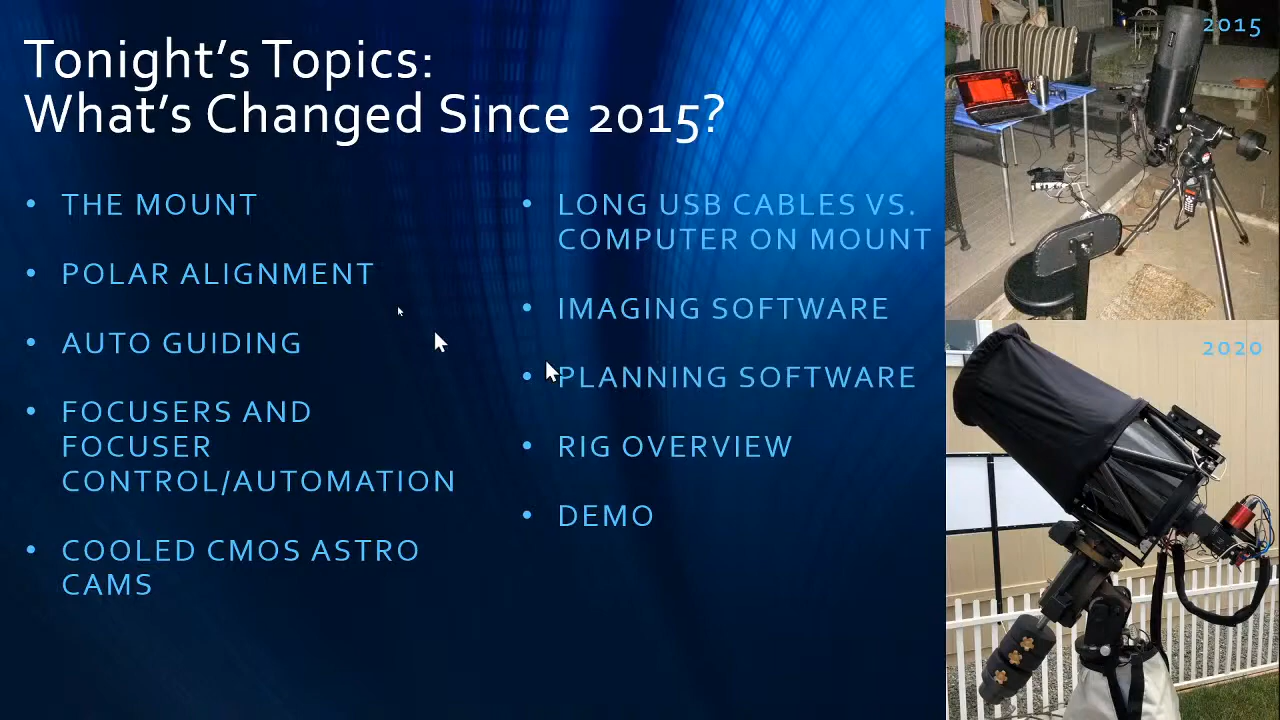 Tonight's Topics:
What's Changed Since 2015?
• THE MOUNT
• POLAR ALIGNMENT
• AUTO GUIDING
• FOCUSERS AND
FOCUSER
CONTROL/AUTOMATION
• COOLED CMOS ASTRO
CAMS
• LONG USB CABLES VS.
COMPUTER ON MOUNT
• IMAGING SOFTWARE
• PLANNING SOFTWARE
• RIG OVERVIEW
• DEMO
2015
2020